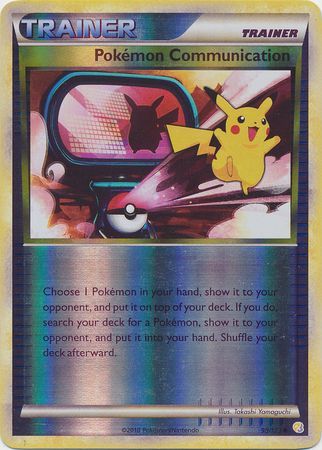 TRAINER TRAINER
Pokémon Communication
Choose 1 Pokémon in your hand, show it to your
opponent, and put it on top of your deck. If you do,
search your deck for a Pokémon, show it to your
opponent, and put it into your hand. Shuffle your
deck afterward.
Illus. Takashi Yamaguchi
©2010 Pokémon/Nintendo